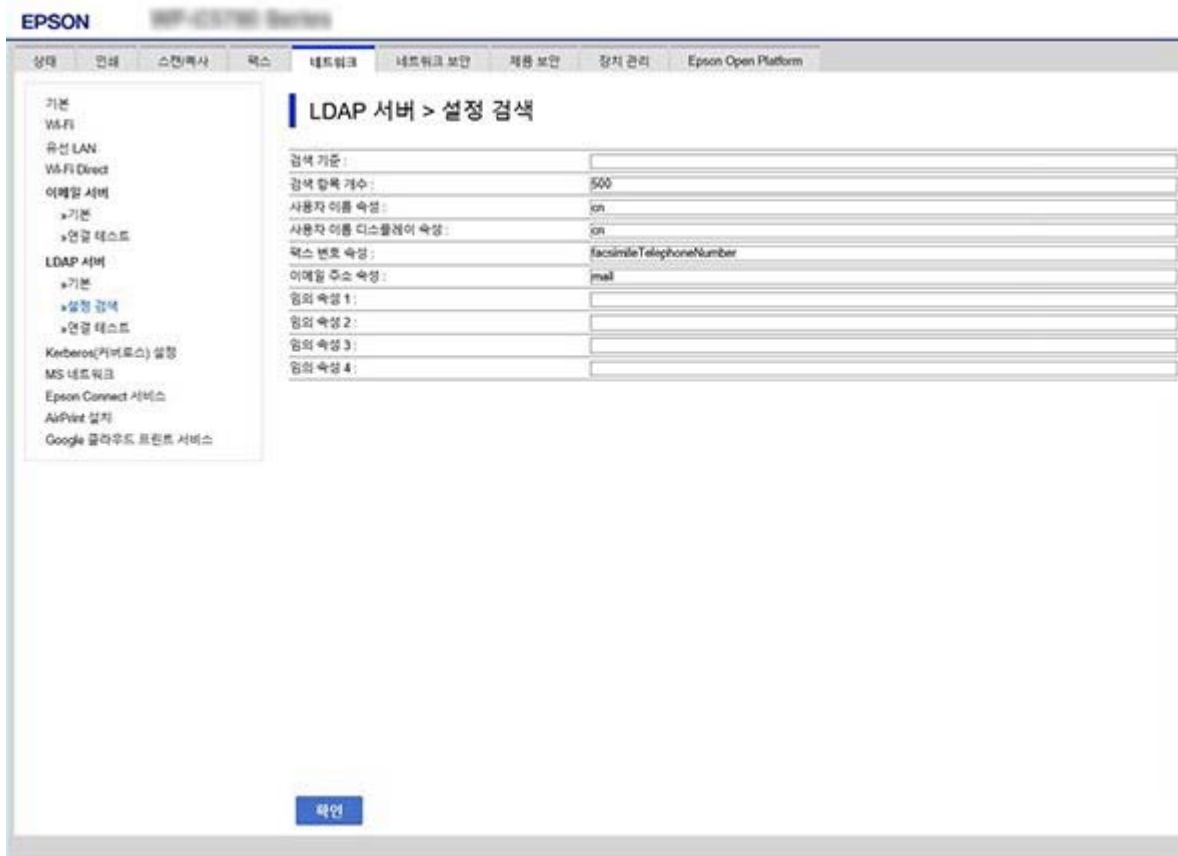 EPSON
상태 인쇄 스캔/복사 팩스 네트워크 네트워크 보안 제품 보안 장치 관리 Epson Open Platform
기본
Wi-Fi
유선 LAN
Wi-Fi Direct
이메일 서버
»기본
»연결 테스트
LDAP 서버
»기본
»설정 검색
»연결 테스트
Kerberos(커버로스) 설정
MS 네트워크
Epson Connect 서비스
AirPrint 설치
Google 클라우드 프린트 서비스
LDAP 서버 > 설정 검색
검색 기준 :
검색 항목 개수 : 500
사용자 이름 속성 : cn
사용자 이름 디스플레이 속성 : cn
팩스 번호 속성 : facsimileTelephoneNumber
이메일 주소 속성 : mail
임의 속성 1 :
임의 속성 2 :
임의 속성 3 :
임의 속성 4 :
확인